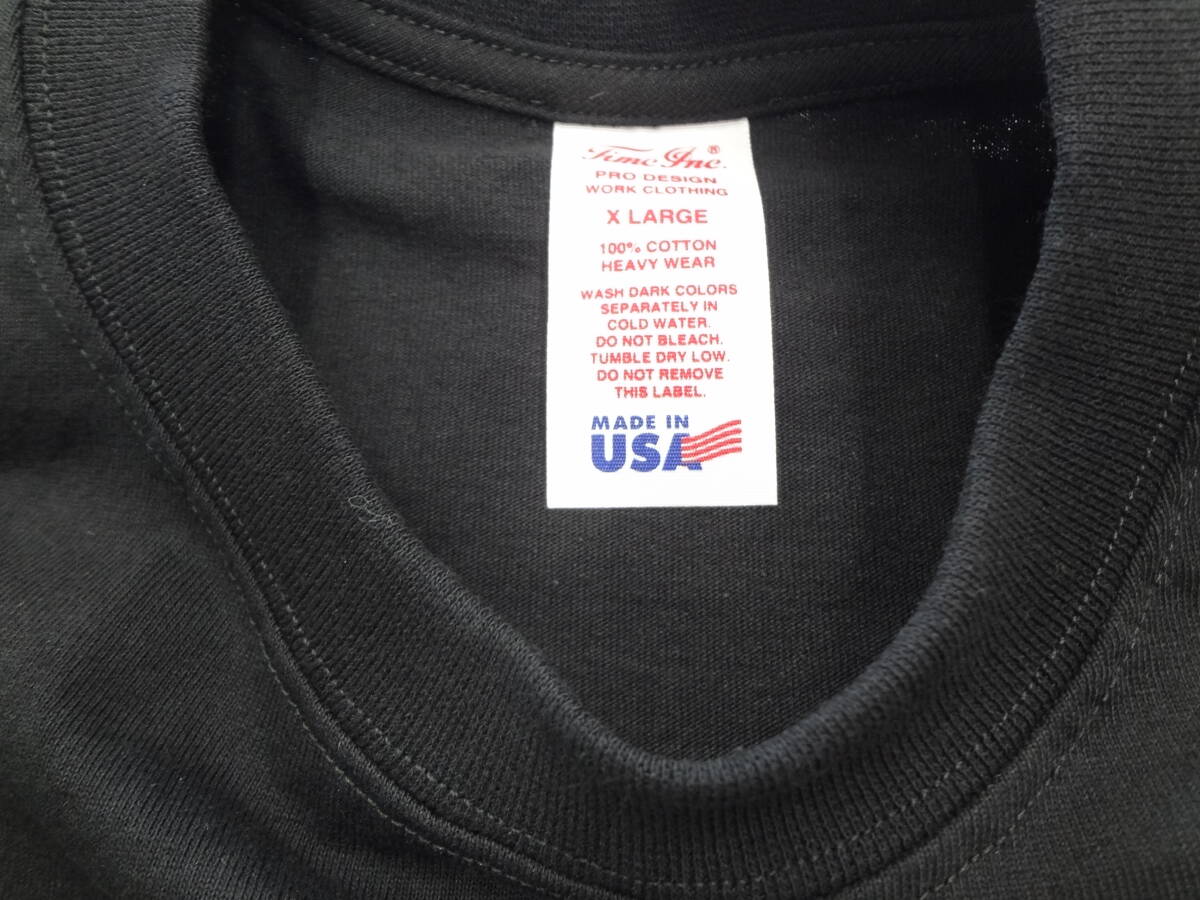 Time Inc.®
PRO DESIGN
WORK CLOTHING
X LARGE
100% COTTON
HEAVY WEAR
WASH DARK COLORS
SEPARATELY IN
COLD WATER.
DO NOT BLEACH.
TUMBLE DRY LOW.
DO NOT REMOVE
THIS LABEL.
MADE IN
USA